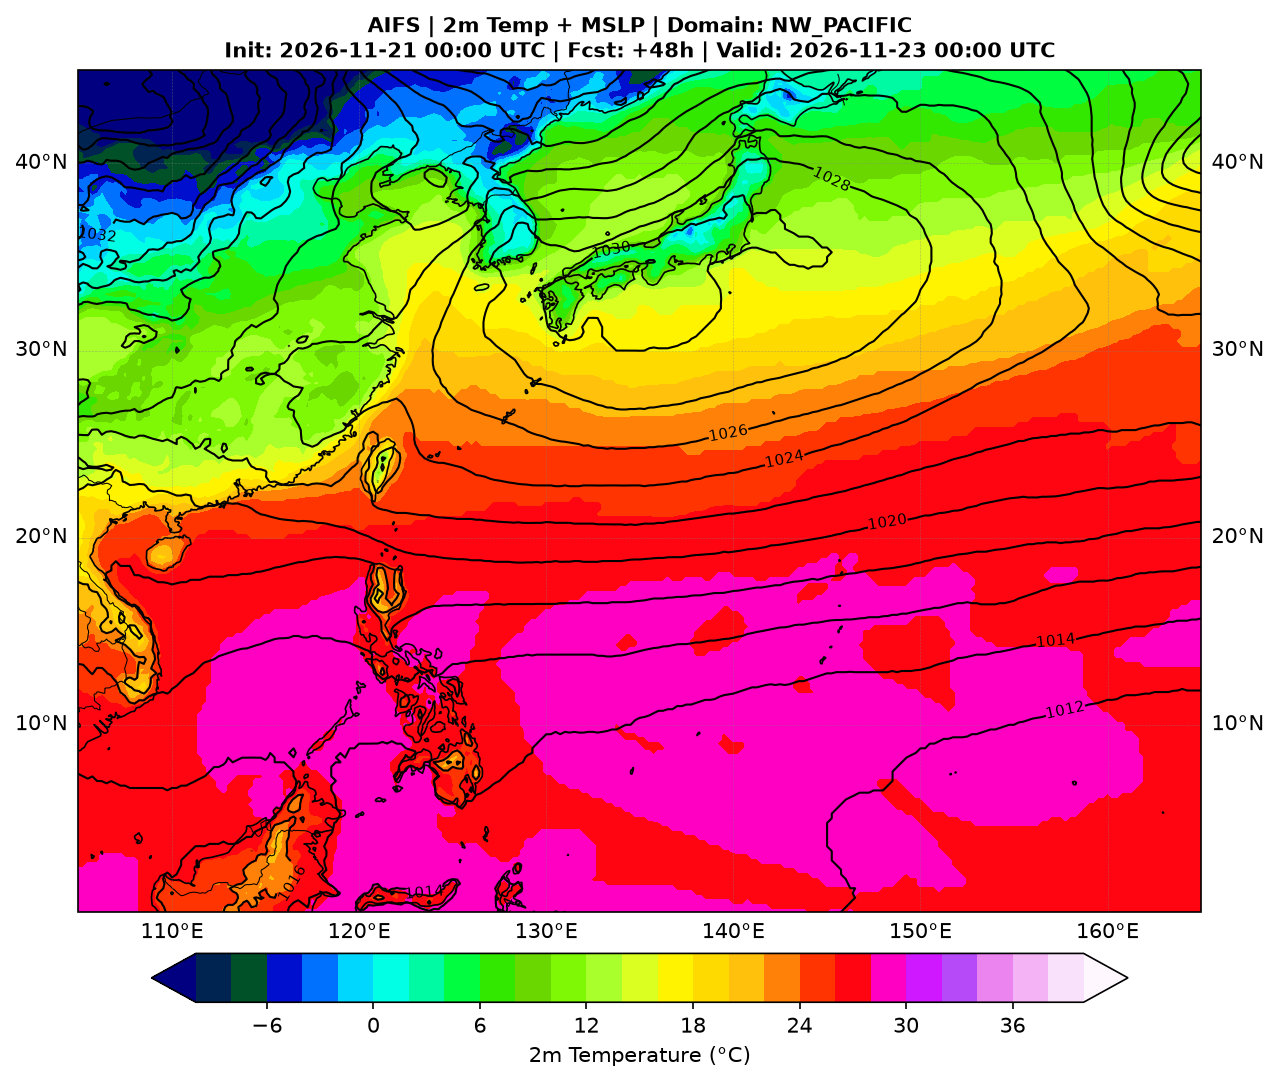 AIFS | 2m Temp + MSLP | Domain: NW_PACIFIC
Init: 2026-11-21 00:00 UTC | Fcst: +48h | Valid: 2026-11-23 00:00 UTC
40°N 40°N
1028
1032
1030
30°N 30°N
1026
1024
1020
20°N 20°N
1014
1012
10°N 10°N
1016
1014
110°E 120°E 130°E 140°E 150°E 160°E
−6 0 6 12 18 24 30 36
2m Temperature (°C)